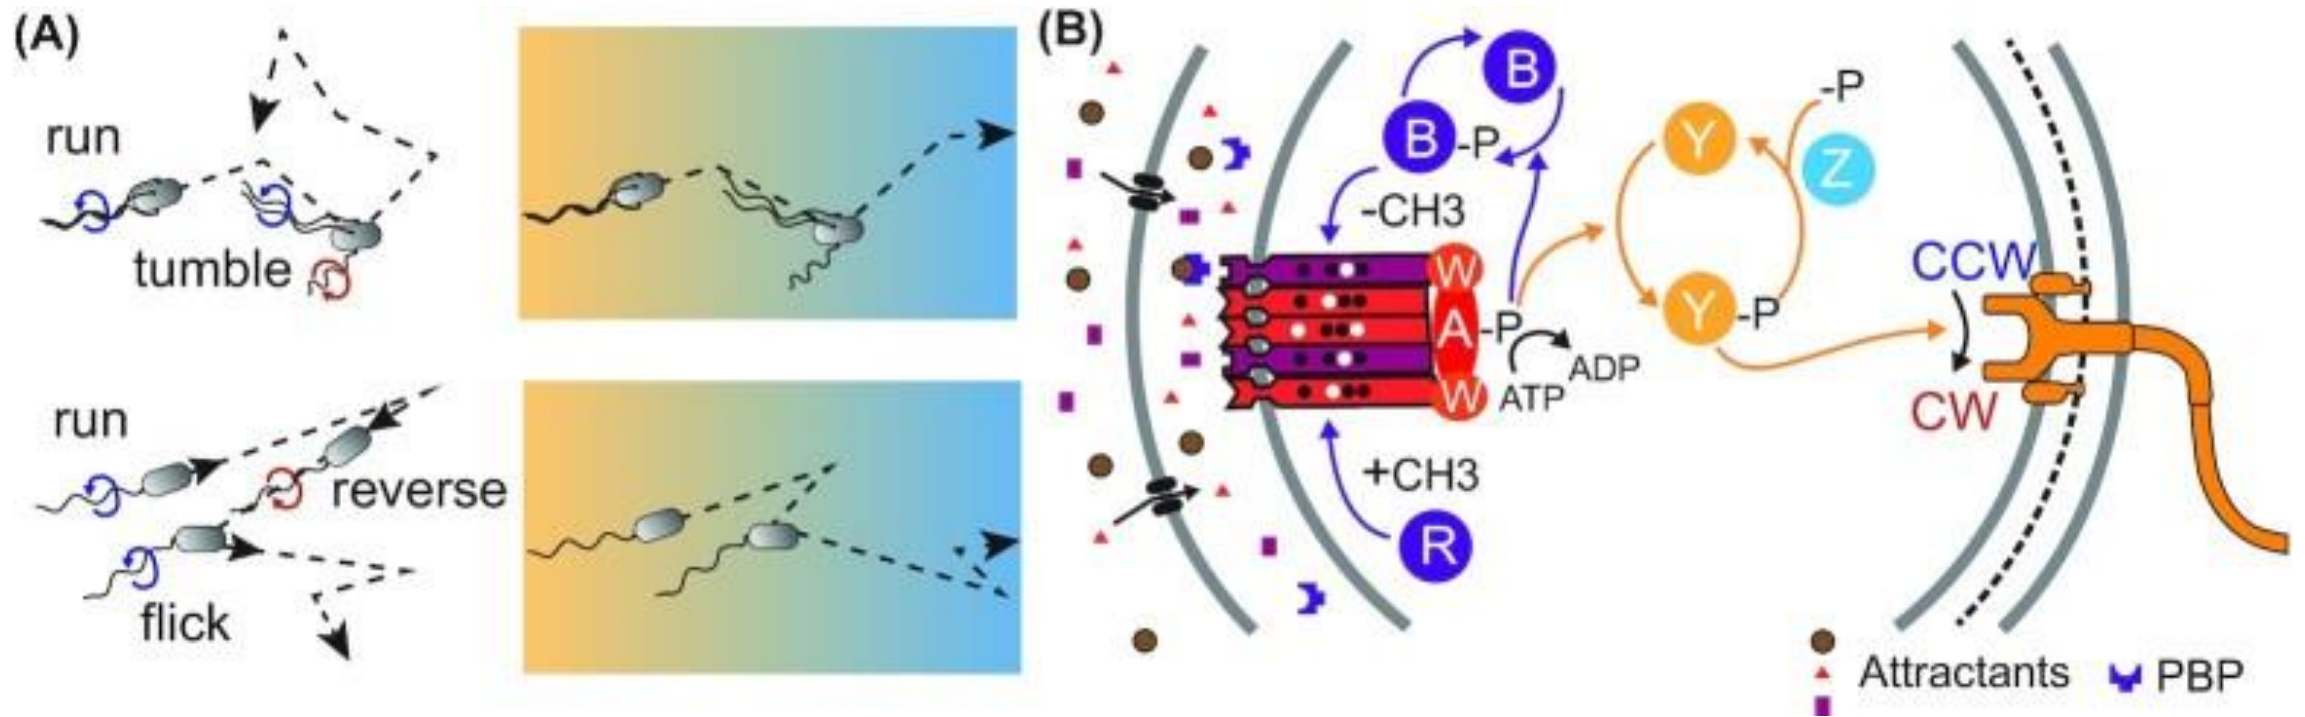 (A)
run
tumble
run
reverse
flick
(B)
B
B-P
-CH3
W
A-P
W
ATP
ADP
+CH3
R
Y
-P
Z
Y-P
CCW
CW
Attractants
PBP